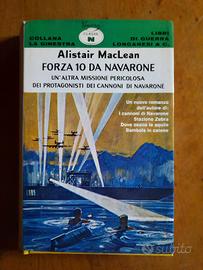 COLLANA
LA GINESTRA
CLASSE
N
LIBRI
DI GUERRA
LONGANESI & C.
Alistair MacLean
FORZA 10 DA NAVARONE
UN'ALTRA MISSIONE PERICOLOSA
DEI PROTAGONISTI DEI CANNONI DI NAVARONE
Un nuovo romanzo
dell'autore di:
I cannoni di Navarone
Stazione Zebra
Dove osano le aquile
Bambola in catene
subito